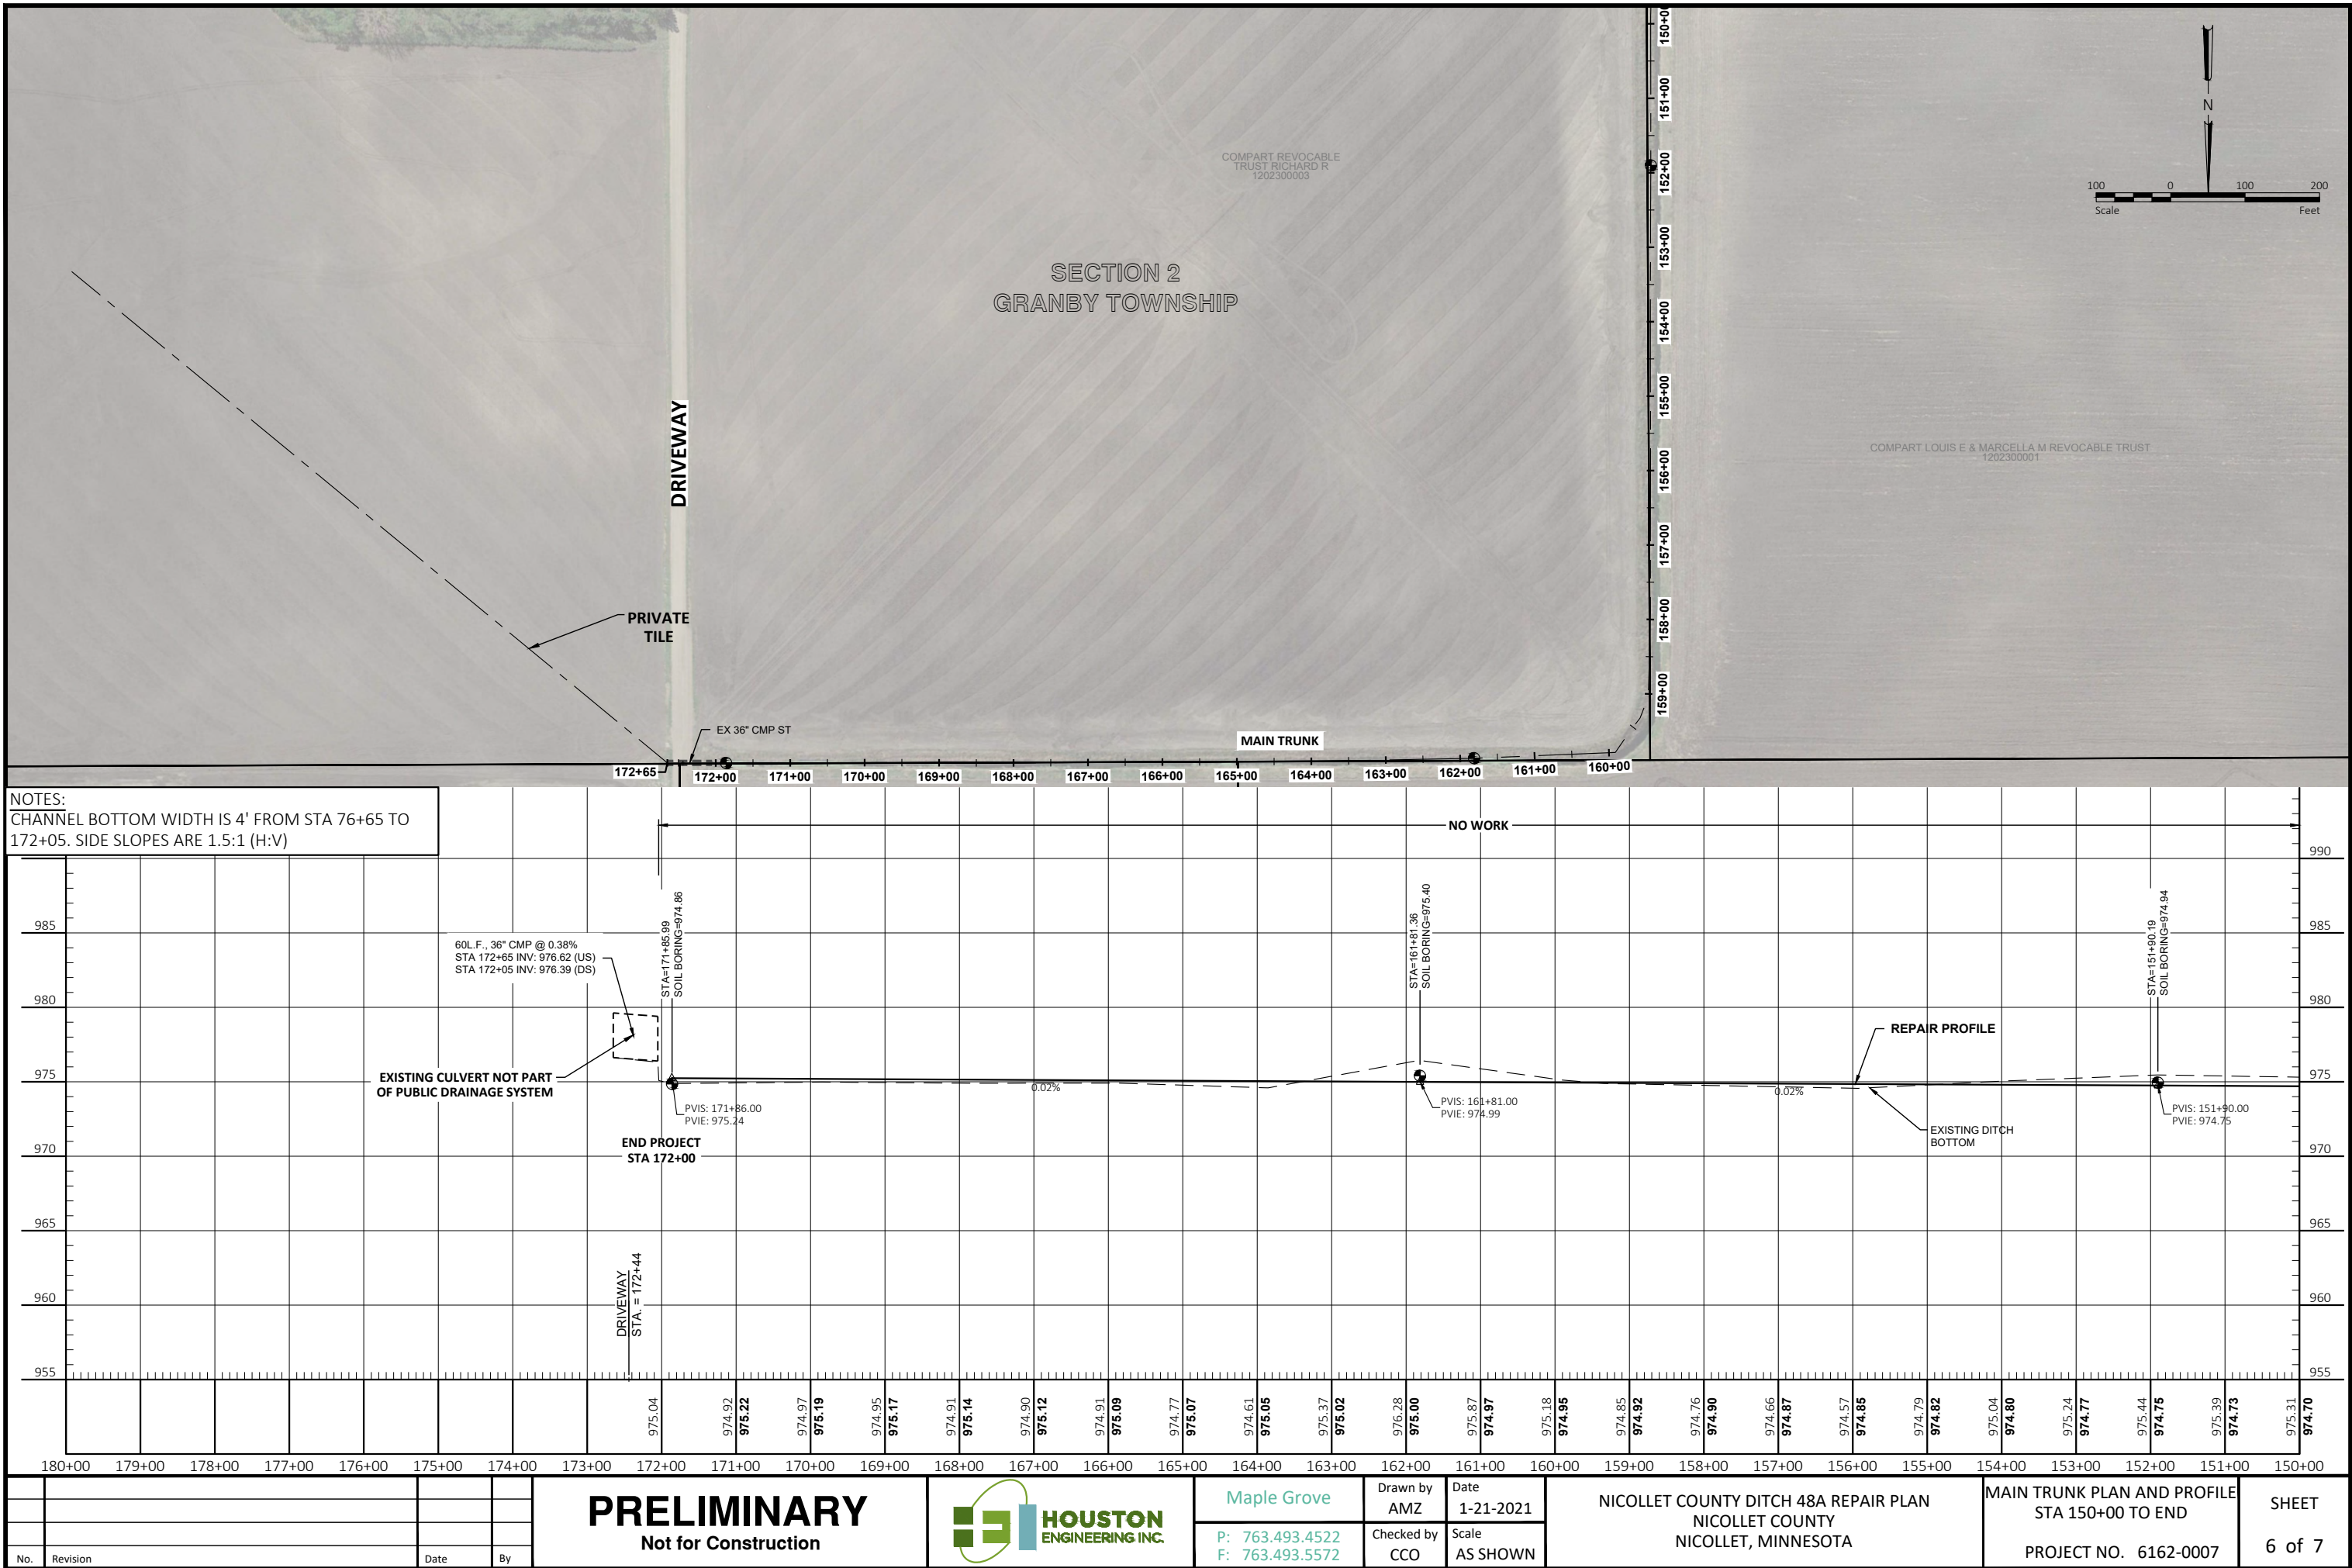 150+00
151+00
152+00
153+00
154+00
155+00
156+00
157+00
158+00
159+00
N
100 0 100 200
Scale Feet
COMPART REVOCABLE
TRUST RICHARD R
1202300003
SECTION 2
GRANBY TOWNSHIP
COMPART LOUIS E & MARCELLA M REVOCABLE TRUST
1202300001
DRIVEWAY
PRIVATE
TILE
EX 36" CMP ST
MAIN TRUNK
172+65 172+00 171+00 170+00 169+00 168+00 167+00 166+00 165+00 164+00 163+00 162+00 161+00 160+00
NOTES:
CHANNEL BOTTOM WIDTH IS 4' FROM STA 76+65 TO
172+05. SIDE SLOPES ARE 1.5:1 (H:V)
NO WORK
990
985 985
980 980
975 975
970 970
965 965
960 960
955 955
60L.F., 36" CMP @ 0.38%
STA 172+65 INV: 976.62 (US)
STA 172+05 INV: 976.39 (DS)
STA=171+85.99
SOIL BORING=974.86
STA=161+81.36
SOIL BORING=975.40
STA=151+90.19
SOIL BORING=974.94
REPAIR PROFILE
EXISTING CULVERT NOT PART
OF PUBLIC DRAINAGE SYSTEM
0.02%
0.02%
PVIS: 171+86.00
PVIE: 975.24
PVIS: 161+81.00
PVIE: 974.99
PVIS: 151+90.00
PVIE: 974.75
EXISTING DITCH
BOTTOM
END PROJECT
STA 172+00
DRIVEWAY
STA. = 172+44
975.04
974.92
975.22
974.97
975.19
974.95
975.17
974.91
975.14
974.90
975.12
974.91
975.09
974.77
975.07
974.61
975.05
975.37
975.02
976.28
975.00
975.87
974.97
975.18
974.95
974.85
974.92
974.76
974.90
974.66
974.87
974.57
974.85
974.79
974.82
975.04
974.80
975.24
974.77
975.44
974.75
975.39
974.73
975.31
974.70
180+00 179+00 178+00 177+00 176+00 175+00 174+00 173+00 172+00 171+00 170+00 169+00 168+00 167+00 166+00 165+00 164+00 163+00 162+00 161+00 160+00 159+00 158+00 157+00 156+00 155+00 154+00 153+00 152+00 151+00 150+00
No. Revision Date By
PRELIMINARY
Not for Construction
HOUSTON
ENGINEERING INC.
Maple Grove
P: 763.493.4522
F: 763.493.5572
Drawn by
AMZ
Date
1-21-2021
Checked by
CCO
Scale
AS SHOWN
NICOLLET COUNTY DITCH 48A REPAIR PLAN
NICOLLET COUNTY
NICOLLET, MINNESOTA
MAIN TRUNK PLAN AND PROFILE
STA 150+00 TO END
PROJECT NO. 6162-0007
SHEET
6 of 7